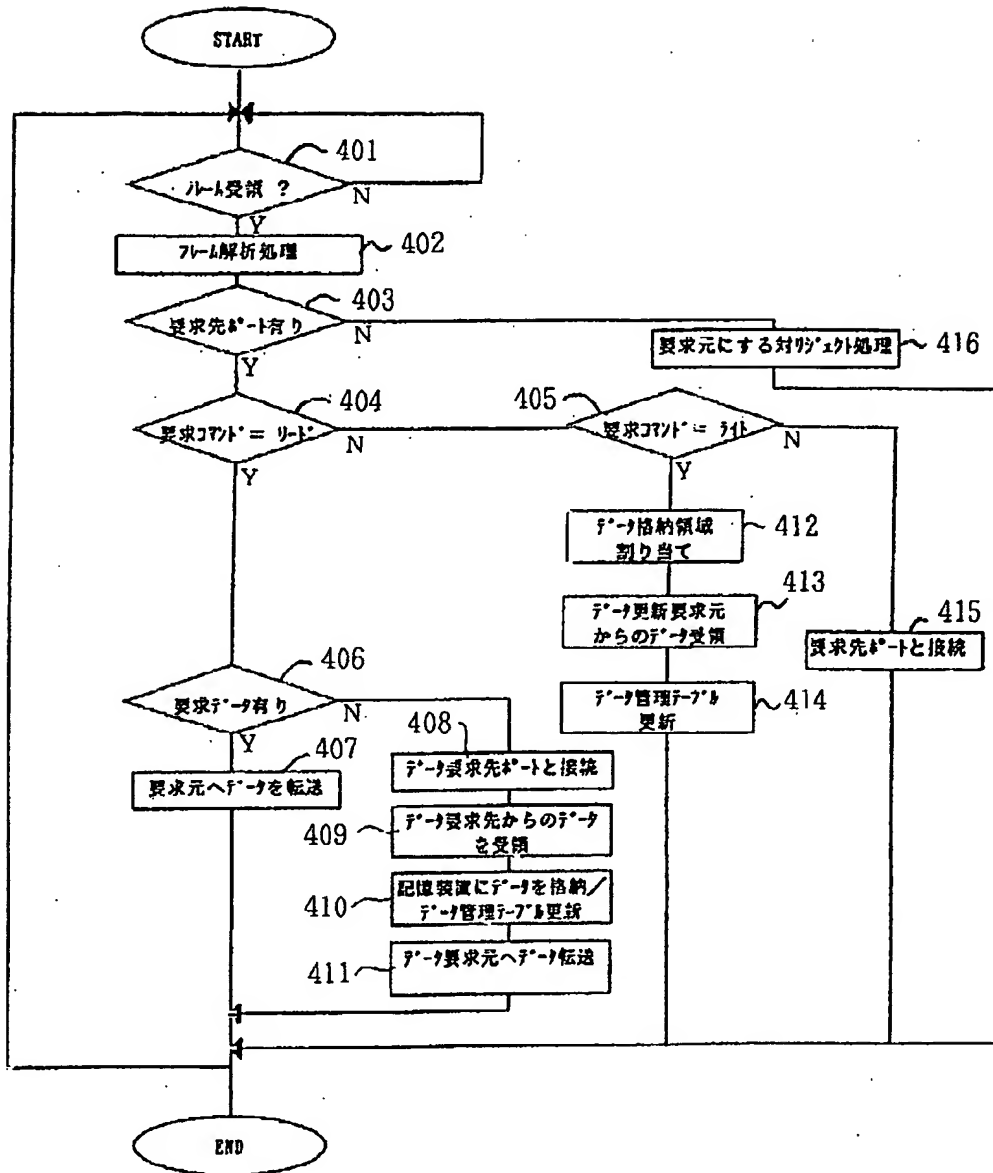 START
401
フレーム受領 ?
N
Y
フレーム解析処理
402
403
要求先ポート有り
N
Y
要求元にする対リジェクト処理
416
404
要求コマンド = リード
N
Y
405
要求コマンド = ライト
N
Y
データ格納領域
割り当て
412
データ更新要求元
からのデータ受領
413
データ管理テーブル
更新
414
415
要求先ポートと接続
406
要求データ有り
N
Y
407
要求元へデータを転送
408
データ要求先ポートと接続
409
データ要求先からのデータ
を受領
410
記憶装置にデータを格納/
データ管理テーブル更新
411
データ要求元へデータ転送
END